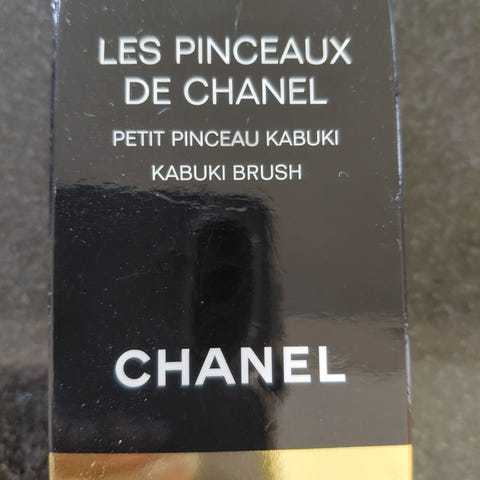 LES PINCEAUX
DE CHANEL
PETIT PINCEAU KABUKI
KABUKI BRUSH
CHANEL